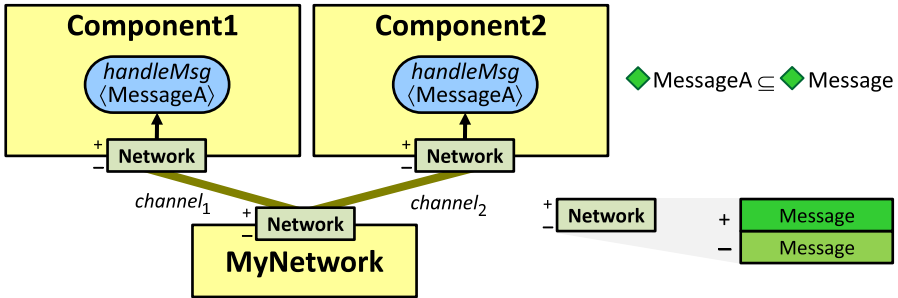 Component1
Component2
handleMsg
⟨MessageA⟩
handleMsg
⟨MessageA⟩
MessageA ⊆ Message
+
− Network
+
− Network
channel₁
channel₂
+
− Network
MyNetwork
+
− Network
+ Message
− Message